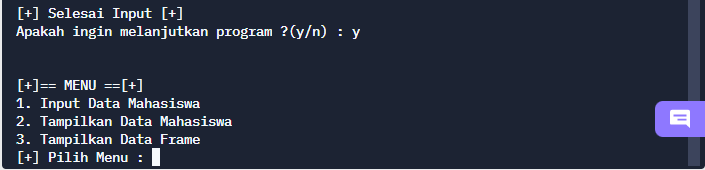 [+] Selesai Input [+]
Apakah ingin melanjutkan program ?(y/n) : y
[+]== MENU ==[+]
1. Input Data Mahasiswa
2. Tampilkan Data Mahasiswa
3. Tampilkan Data Frame
[+] Pilih Menu :